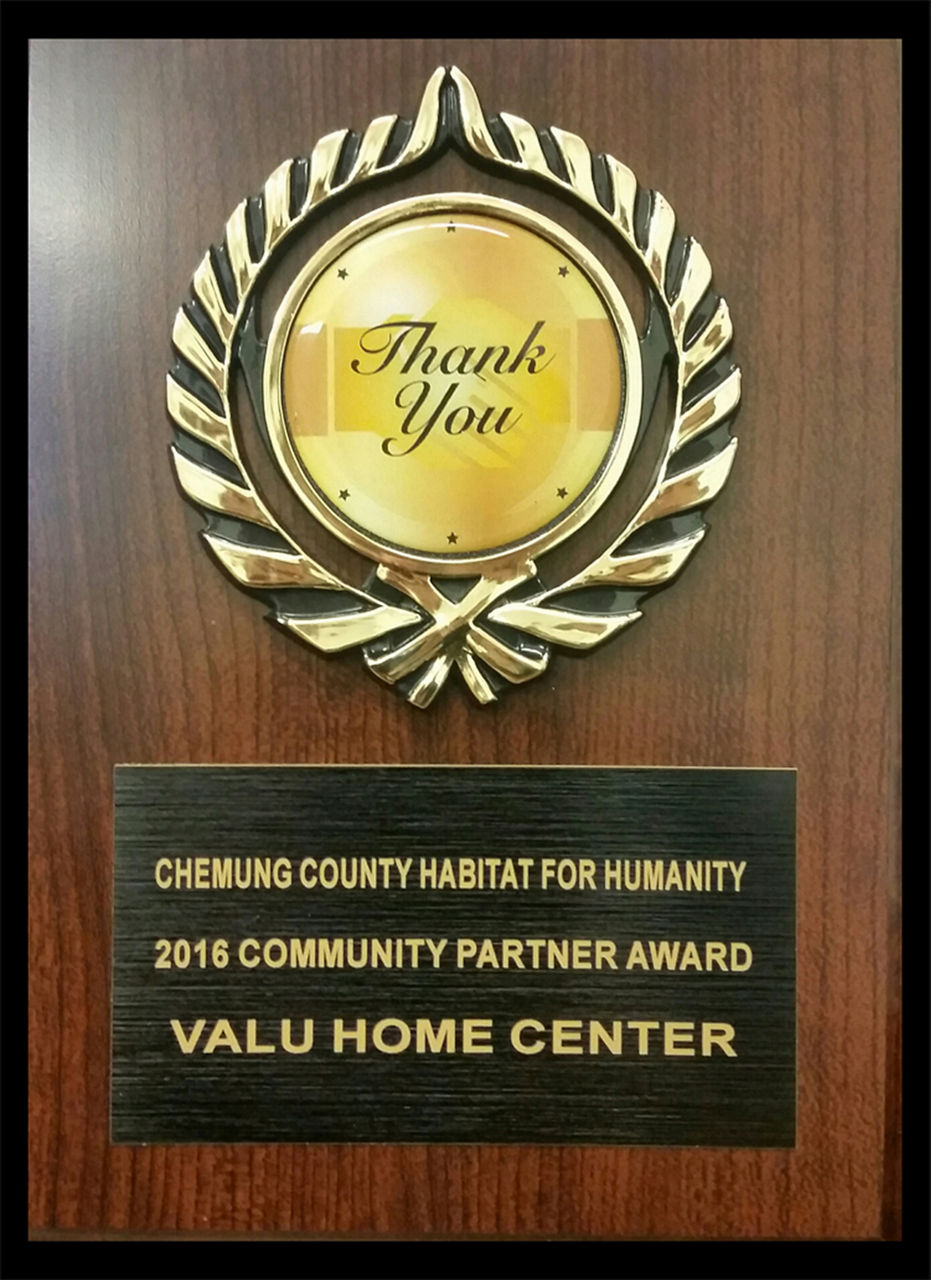 Thank
You
CHEMUNG COUNTY HABITAT FOR HUMANITY
2016 COMMUNITY PARTNER AWARD
VALU HOME CENTER